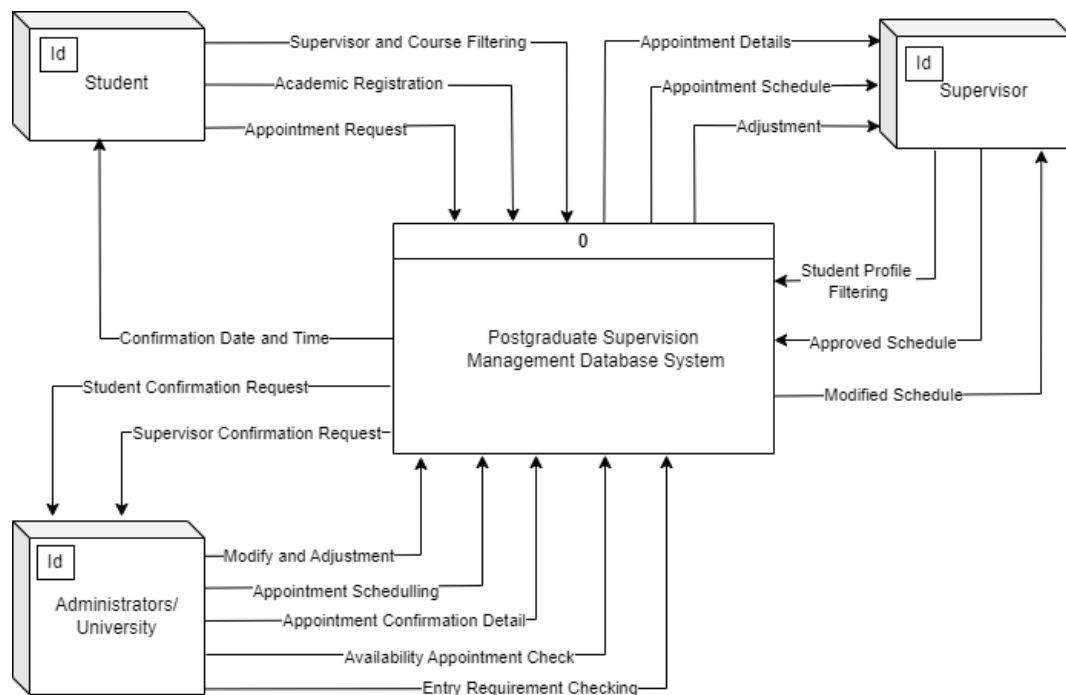 Id
Student
Supervisor and Course Filtering
Academic Registration
Appointment Request
Appointment Details
Appointment Schedule
Adjustment
Id
Supervisor
0
Postgraduate Supervision
Management Database System
Student Profile
Filtering
Approved Schedule
Modified Schedule
Confirmation Date and Time
Student Confirmation Request
Supervisor Confirmation Request
Id
Administrators/
University
Modify and Adjustment
Appointment Schedulling
Appointment Confirmation Detail
Availability Appointment Check
Entry Requirement Checking